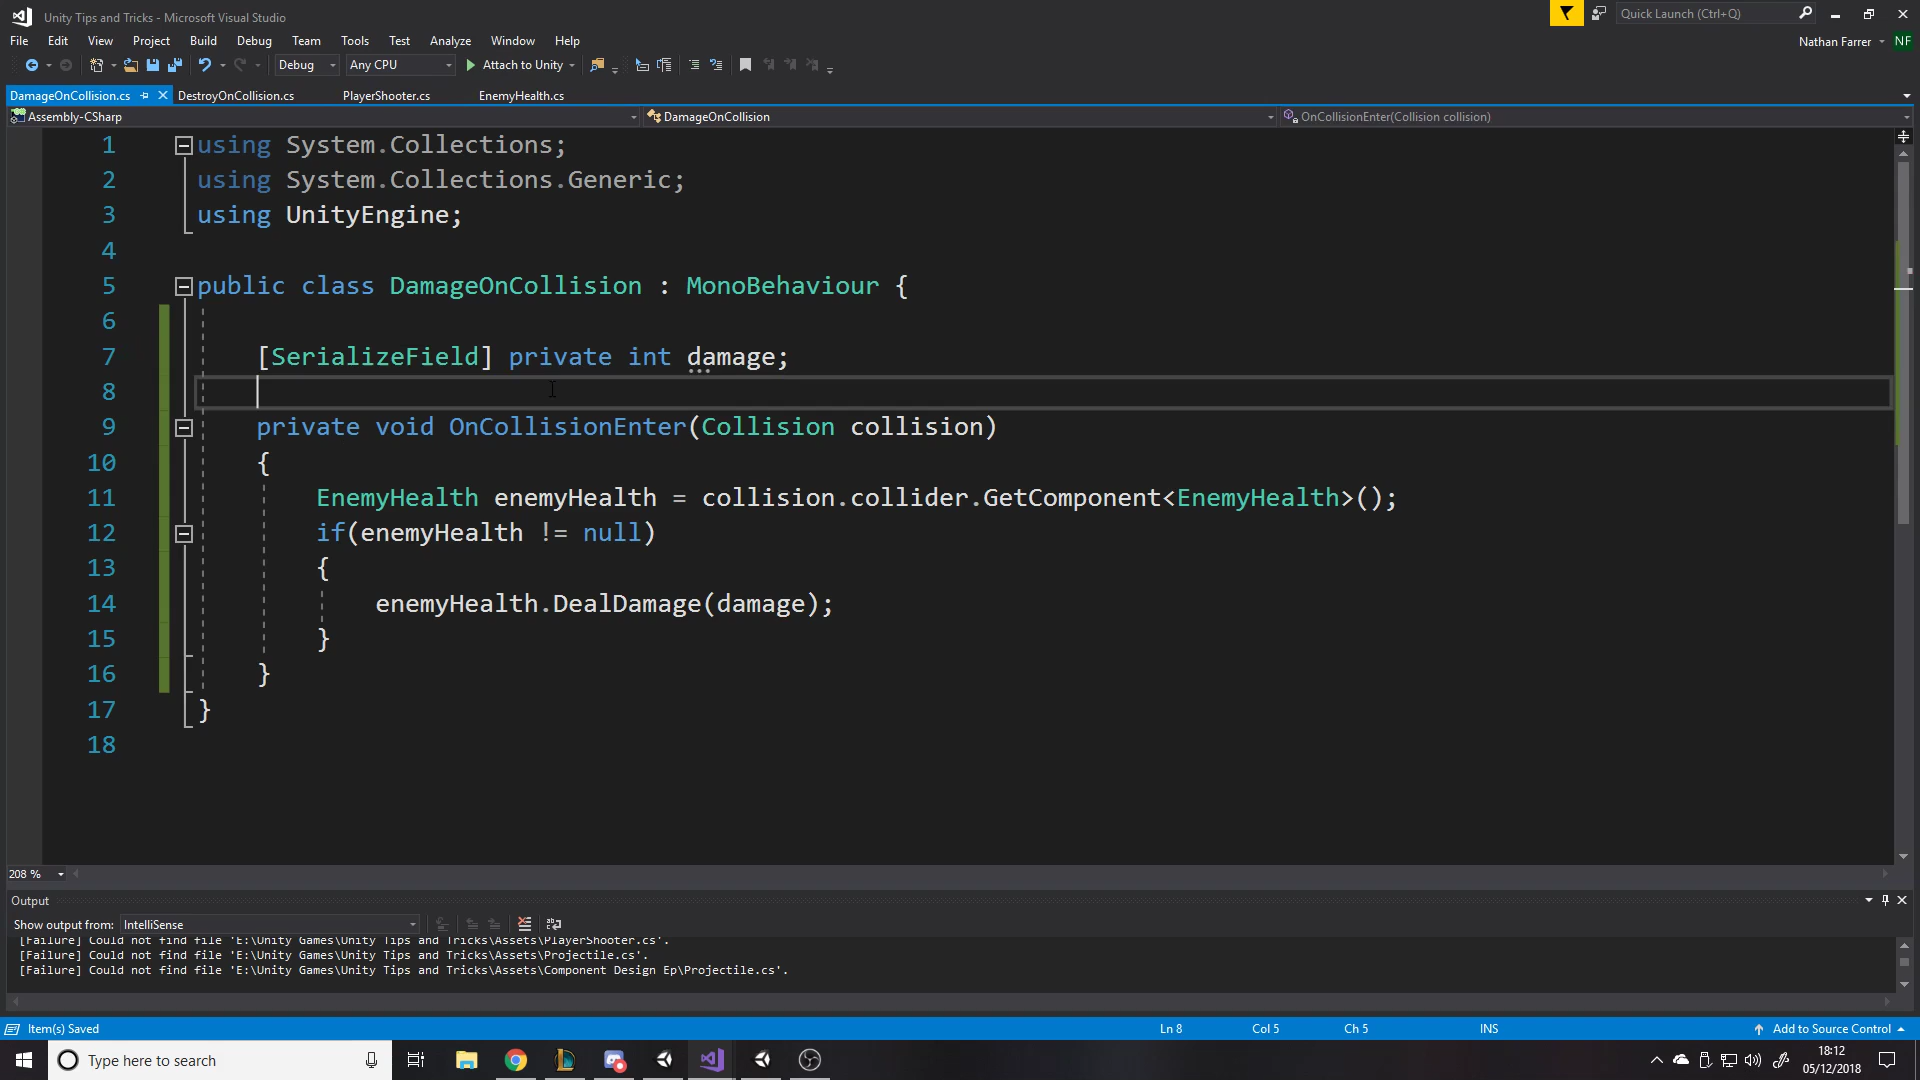 Unity Tips and Tricks - Microsoft Visual Studio
Quick Launch (Ctrl+Q)
File Edit View Project Build Debug Team Tools Test Analyze Window Help
Nathan Farrer NF
Debug Any CPU Attach to Unity
DamageOnCollision.cs DestroyOnCollision.cs PlayerShooter.cs EnemyHealth.cs
Assembly-CSharp DamageOnCollision OnCollisionEnter(Collision collision)
1 using System.Collections;
2 using System.Collections.Generic;
3 using UnityEngine;
4
5 public class DamageOnCollision : MonoBehaviour {
6
7 [SerializeField] private int damage;
8
9 private void OnCollisionEnter(Collision collision)
10 {
11 EnemyHealth enemyHealth = collision.collider.GetComponent<EnemyHealth>();
12 if(enemyHealth != null)
13 {
14 enemyHealth.DealDamage(damage);
15 }
16 }
17 }
18
208 %
Output
Show output from: IntelliSense
[Failure] Could not find file 'E:\Unity Games\Unity Tips and Tricks\Assets\PlayerShooter.cs'.
[Failure] Could not find file 'E:\Unity Games\Unity Tips and Tricks\Assets\Projectile.cs'.
[Failure] Could not find file 'E:\Unity Games\Unity Tips and Tricks\Assets\Component Design Ep\Projectile.cs'.
Item(s) Saved Ln 8 Col 5 Ch 5 INS Add to Source Control
Type here to search
18:12
05/12/2018